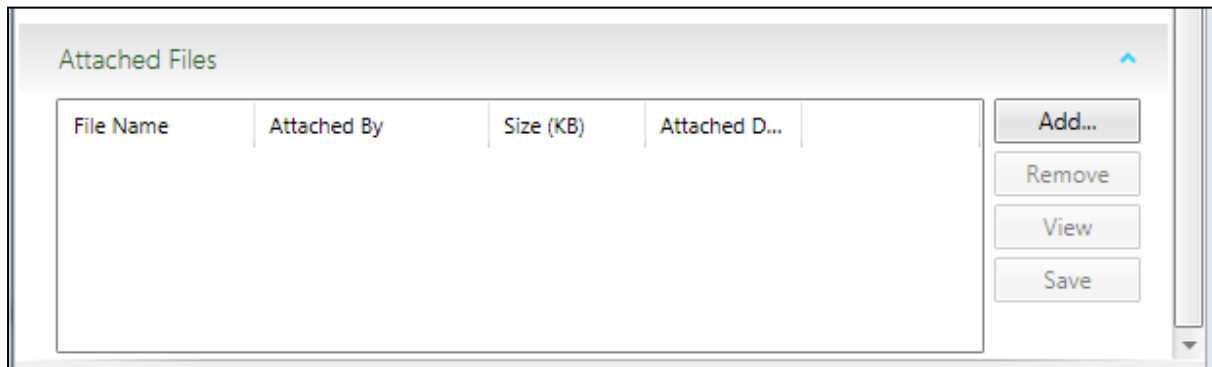 Attached Files
File Name Attached By Size (KB) Attached D...
Add...
Remove
View
Save